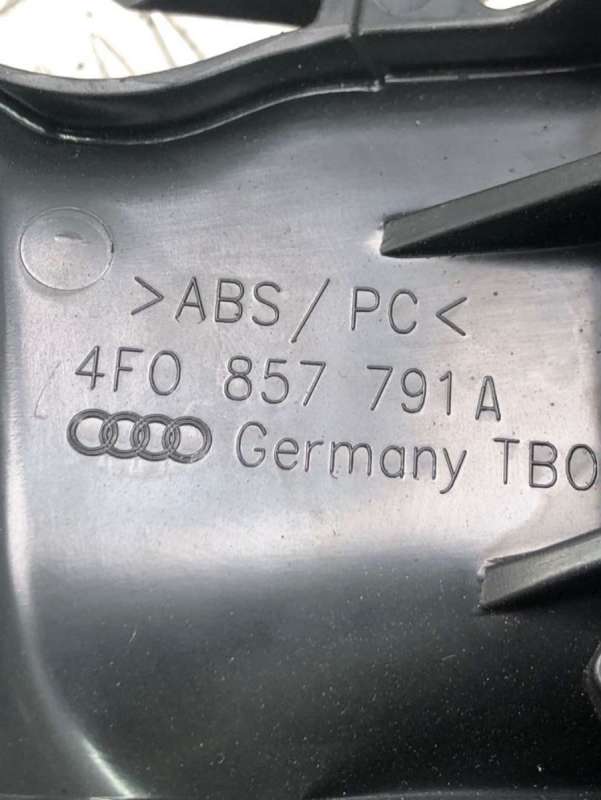 >ABS/PC<
4F0 857 791A
Germany TBO